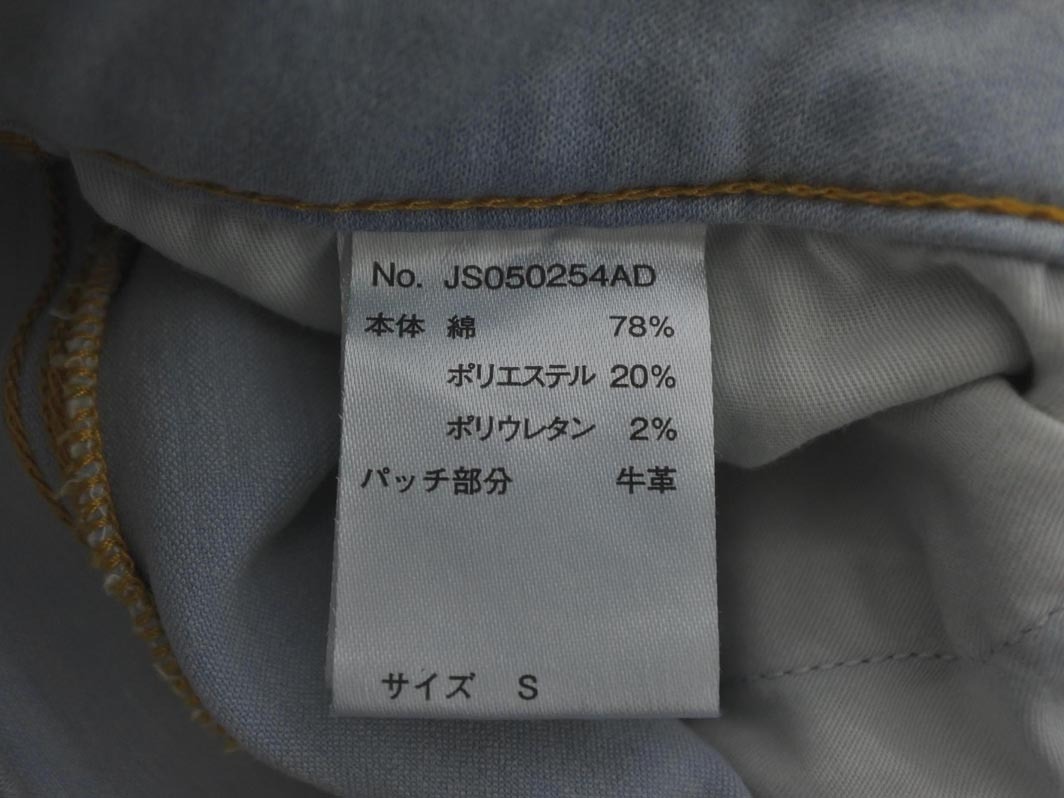 No. JS050254AD
本体 綿 78%
ポリエステル 20%
ポリウレタン 2%
パッチ部分 牛革
サイズ S